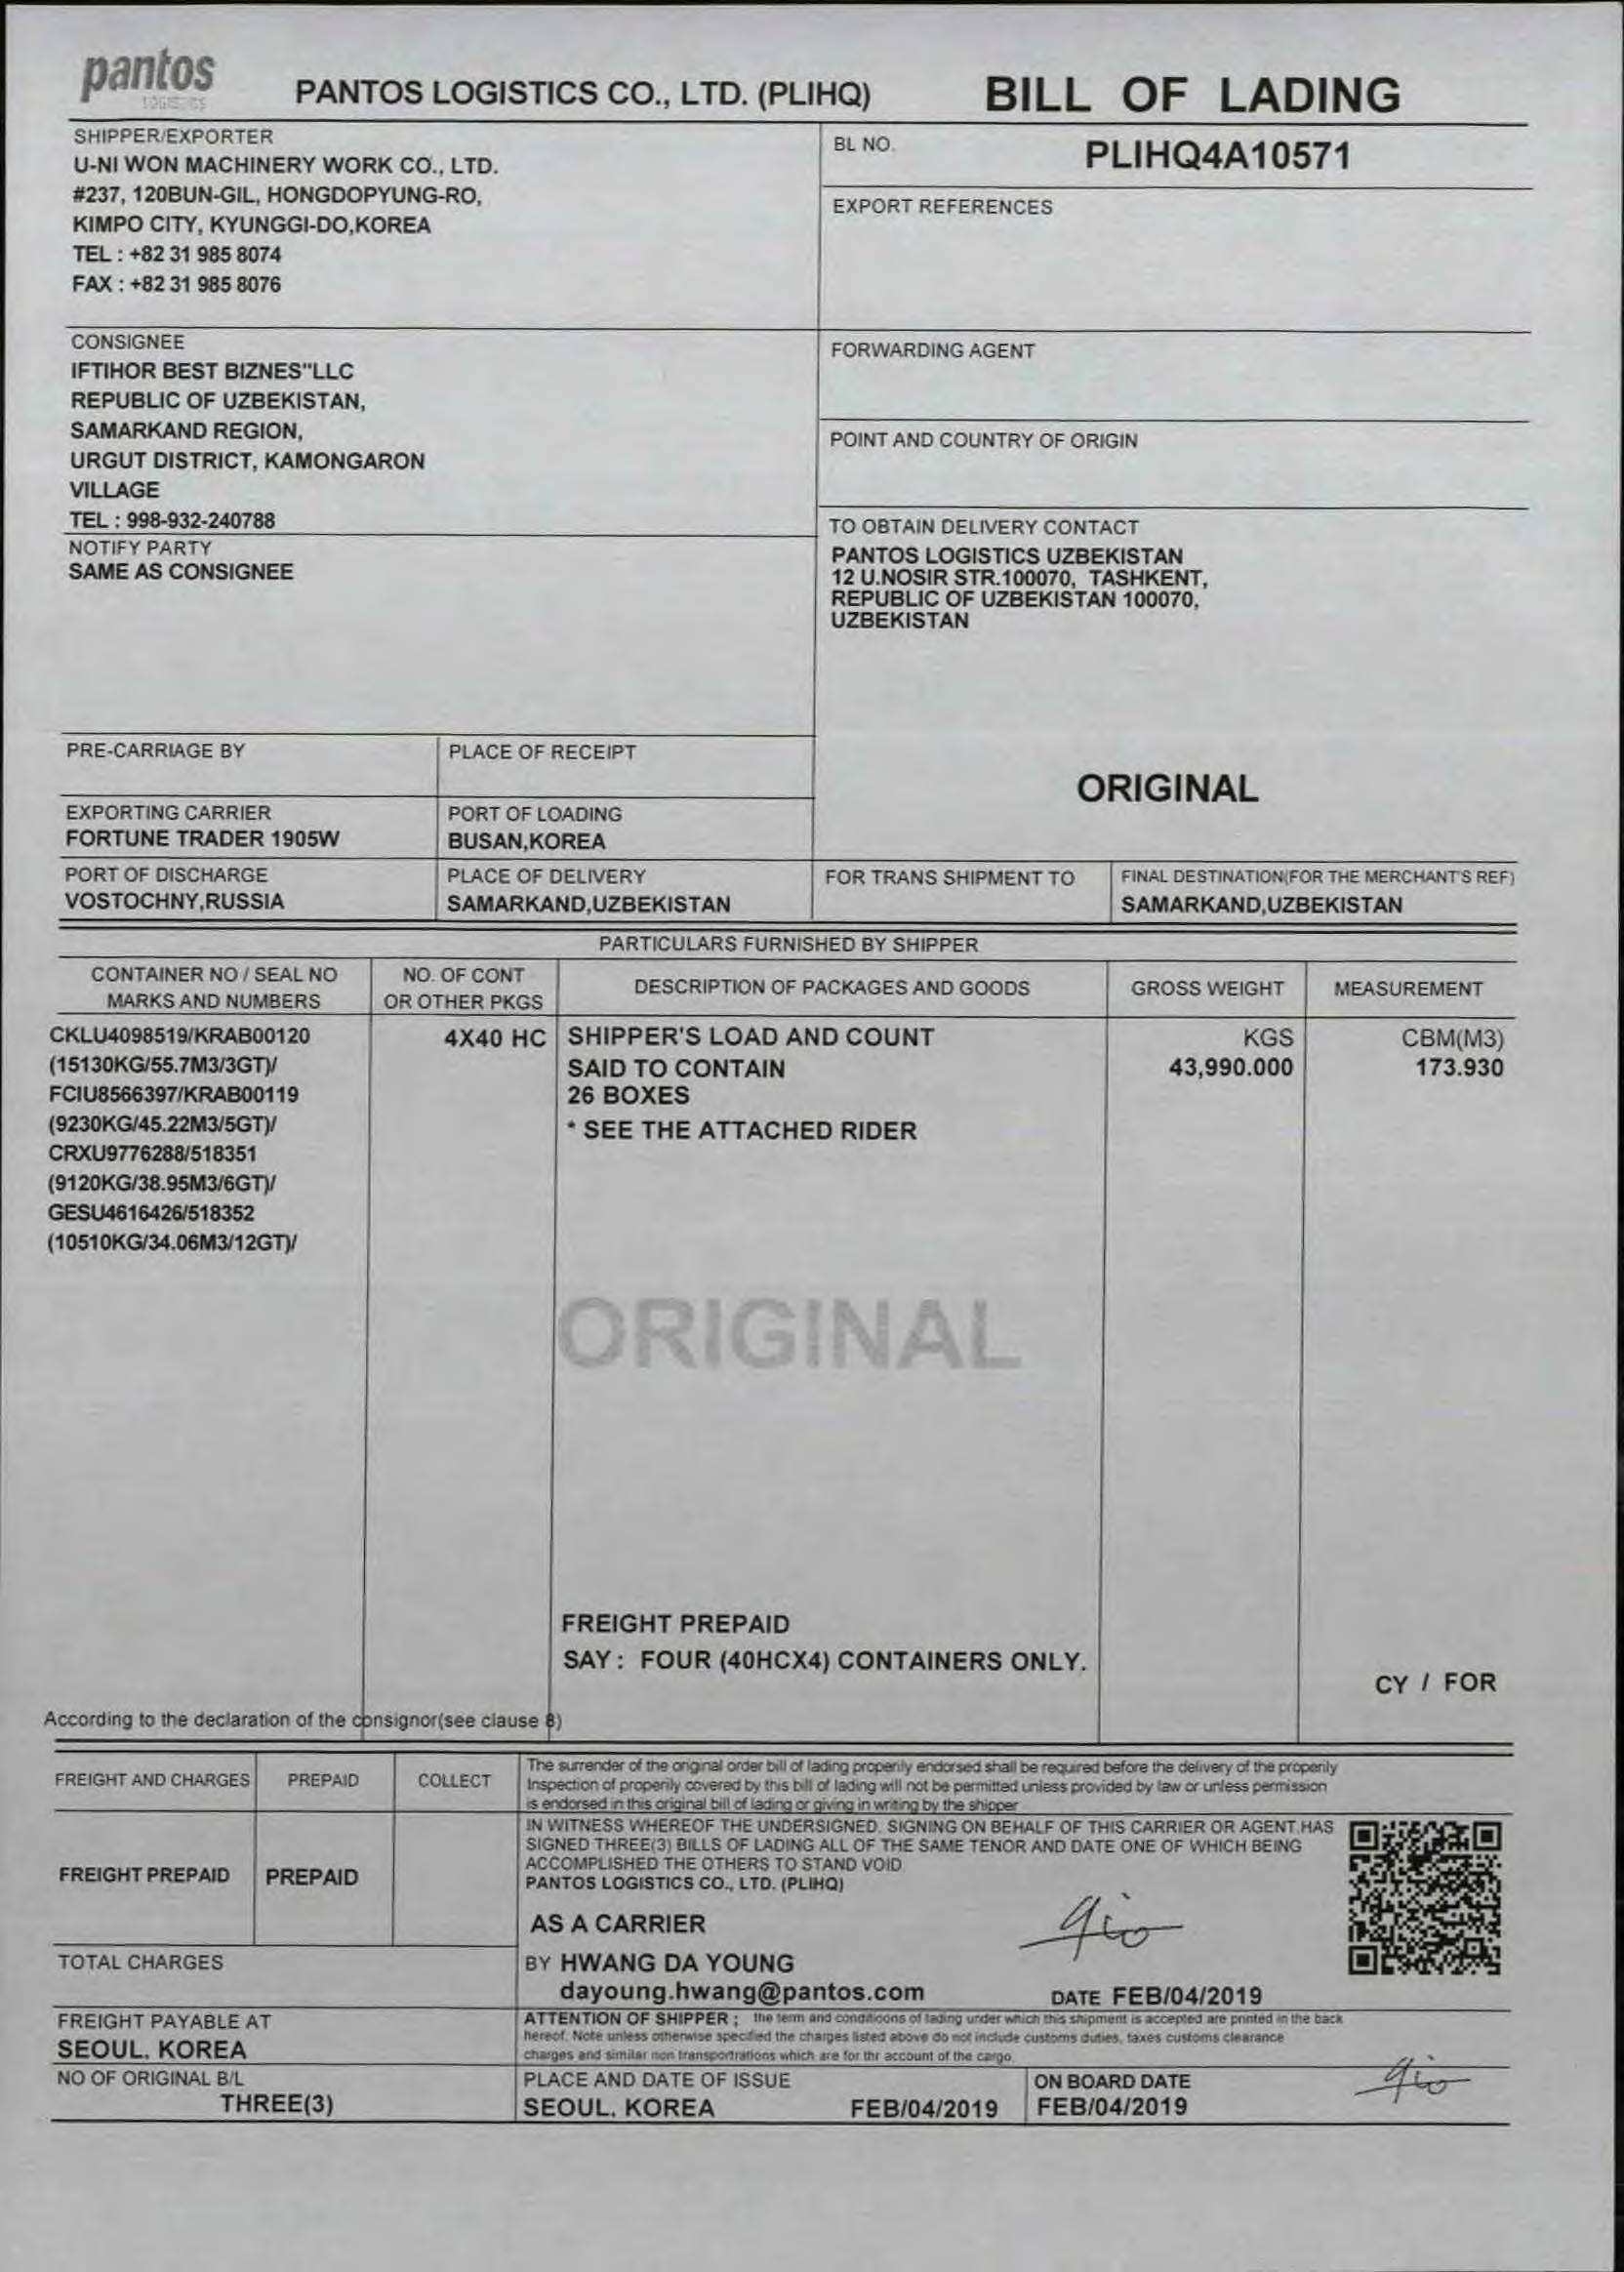 pantos
LOGISTICS
PANTOS LOGISTICS CO., LTD. (PLIHQ)
BILL OF LADING
SHIPPER/EXPORTER
U-NI WON MACHINERY WORK CO., LTD.
#237, 120BUN-GIL, HONGDOPYUNG-RO,
KIMPO CITY, KYUNGGI-DO,KOREA
TEL : +82 31 985 8074
FAX : +82 31 985 8076
BL NO.
PLIHQ4A10571
EXPORT REFERENCES
CONSIGNEE
IFTIHOR BEST BIZNES"LLC
REPUBLIC OF UZBEKISTAN,
SAMARKAND REGION,
URGUT DISTRICT, KAMONGARON
VILLAGE
TEL : 998-932-240788
FORWARDING AGENT
POINT AND COUNTRY OF ORIGIN
NOTIFY PARTY
SAME AS CONSIGNEE
TO OBTAIN DELIVERY CONTACT
PANTOS LOGISTICS UZBEKISTAN
12 U.NOSIR STR.100070, TASHKENT,
REPUBLIC OF UZBEKISTAN 100070,
UZBEKISTAN
PRE-CARRIAGE BY
PLACE OF RECEIPT
ORIGINAL
EXPORTING CARRIER
FORTUNE TRADER 1905W
PORT OF LOADING
BUSAN,KOREA
PORT OF DISCHARGE
VOSTOCHNY,RUSSIA
PLACE OF DELIVERY
SAMARKAND,UZBEKISTAN
FOR TRANS SHIPMENT TO
FINAL DESTINATION(FOR THE MERCHANT'S REF)
SAMARKAND,UZBEKISTAN
PARTICULARS FURNISHED BY SHIPPER
CONTAINER NO / SEAL NO
MARKS AND NUMBERS
NO. OF CONT
OR OTHER PKGS
DESCRIPTION OF PACKAGES AND GOODS
GROSS WEIGHT
MEASUREMENT
CKLU4098519/KRAB00120
(15130KG/55.7M3/3GT)/
FCIU8566397/KRAB00119
(9230KG/45.22M3/5GT)/
CRXU9776288/518351
(9120KG/38.95M3/6GT)/
GESU4616426/518352
(10510KG/34.06M3/12GT)/
4X40 HC
SHIPPER'S LOAD AND COUNT
SAID TO CONTAIN
26 BOXES
* SEE THE ATTACHED RIDER
KGS
43,990.000
CBM(M3)
173.930
ORIGINAL
FREIGHT PREPAID
SAY : FOUR (40HCX4) CONTAINERS ONLY.
CY / FOR
According to the declaration of the consignor(see clause 8)
FREIGHT AND CHARGES
PREPAID
COLLECT
The surrender of the original order bill of lading properily endorsed shall be required before the delivery of the properily
Inspection of properily covered by this bill of lading will not be permitted unless provided by law or urless permission
is endorsed in this original bill of lading or giving in writing by the shipper
FREIGHT PREPAID
PREPAID
IN WITNESS WHEREOF THE UNDERSIGNED. SIGNING ON BEHALF OF THIS CARRIER OR AGENT.HAS
SIGNED THREE(3) BILLS OF LADING ALL OF THE SAME TENOR AND DATE ONE OF WHICH BEING
ACCOMPLISHED THE OTHERS TO STAND VOID
PANTOS LOGISTICS CO., LTD. (PLIHQ)
AS A CARRIER
BY HWANG DA YOUNG
dayoung.hwang@pantos.com
DATE FEB/04/2019
TOTAL CHARGES
FREIGHT PAYABLE AT
SEOUL. KOREA
ATTENTION OF SHIPPER ; the term and conditions of lading under which this shipment is accepted are printed in the back
hereof. Note unless otherwise specified the charges listed above do not include customs duties, taxes customs clearance
charges and similar non transportrations which are for thr account of the cargo
NO OF ORIGINAL B/L
THREE(3)
PLACE AND DATE OF ISSUE
SEOUL. KOREA FEB/04/2019
ON BOARD DATE
FEB/04/2019